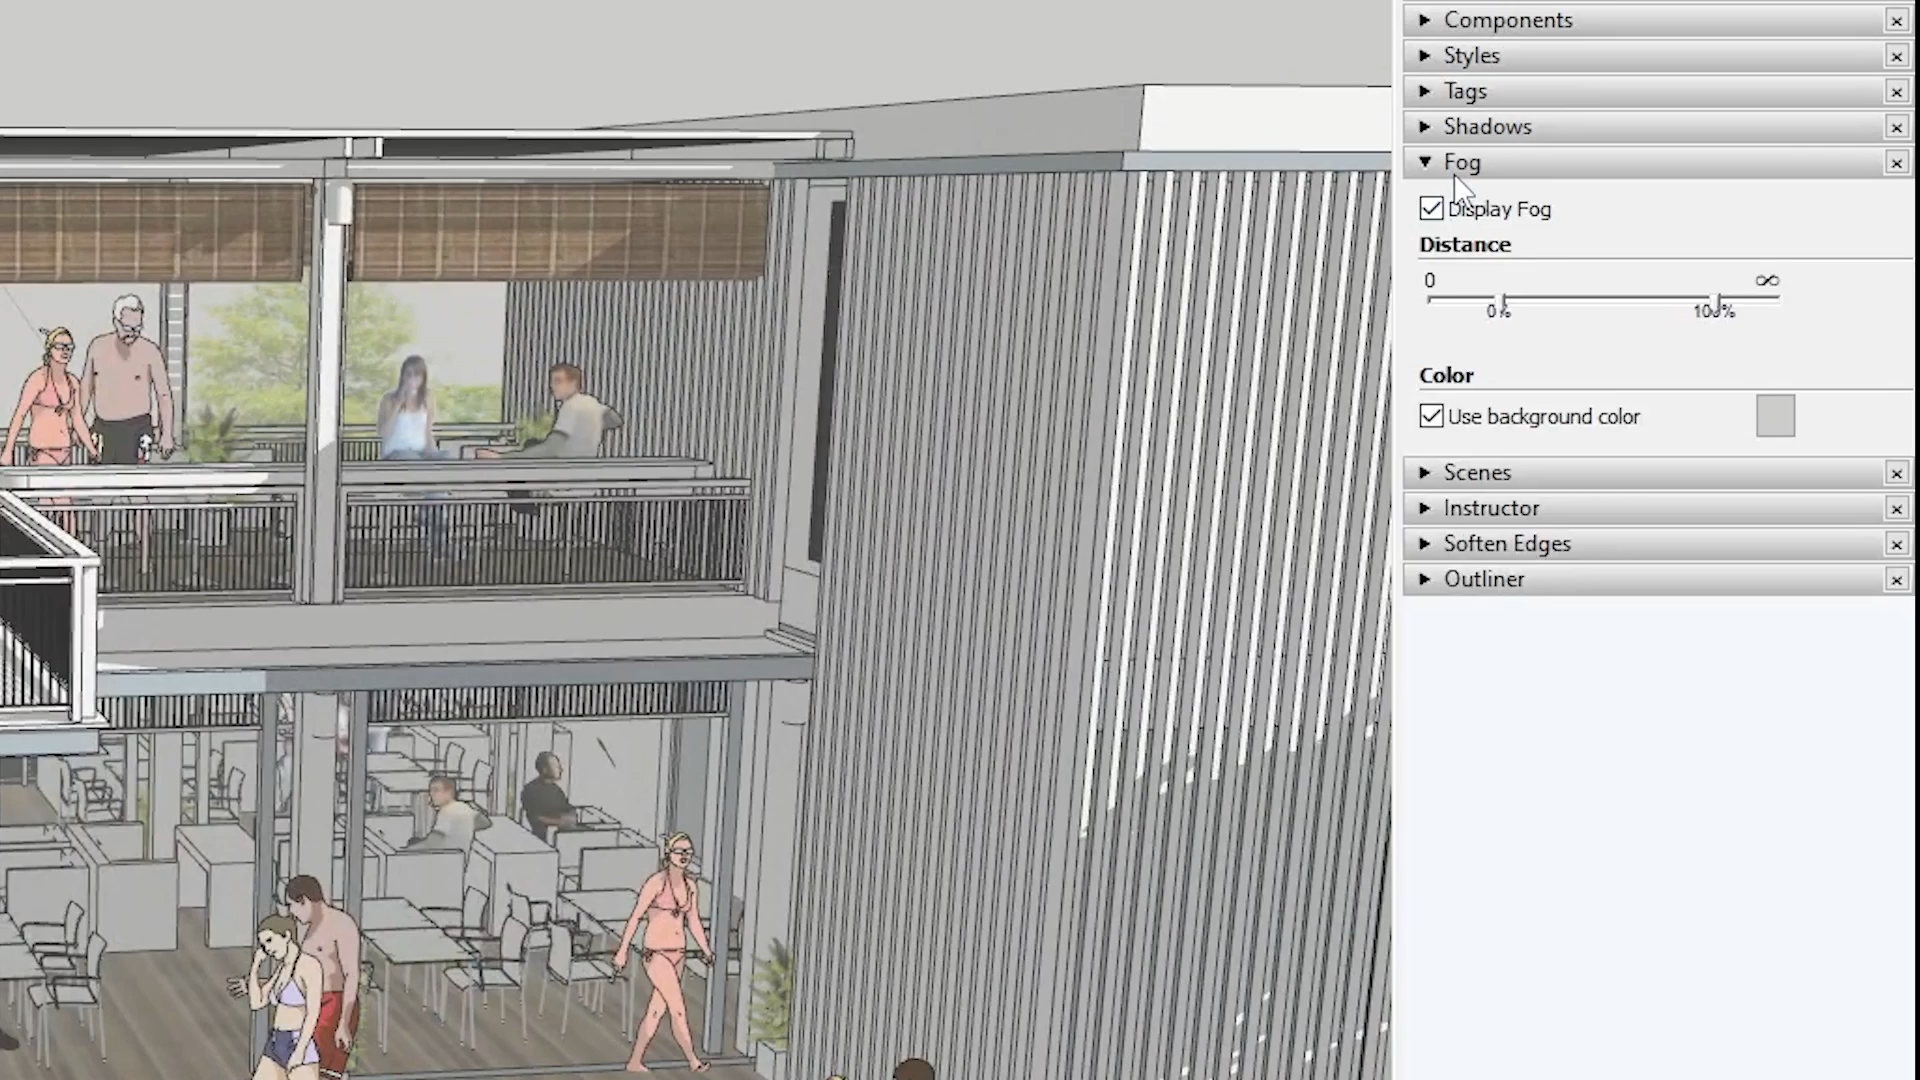 Components
Styles
Tags
Shadows
Fog
Display Fog
Distance
0 ∞
0% 100%
Color
Use background color
Scenes
Instructor
Soften Edges
Outliner